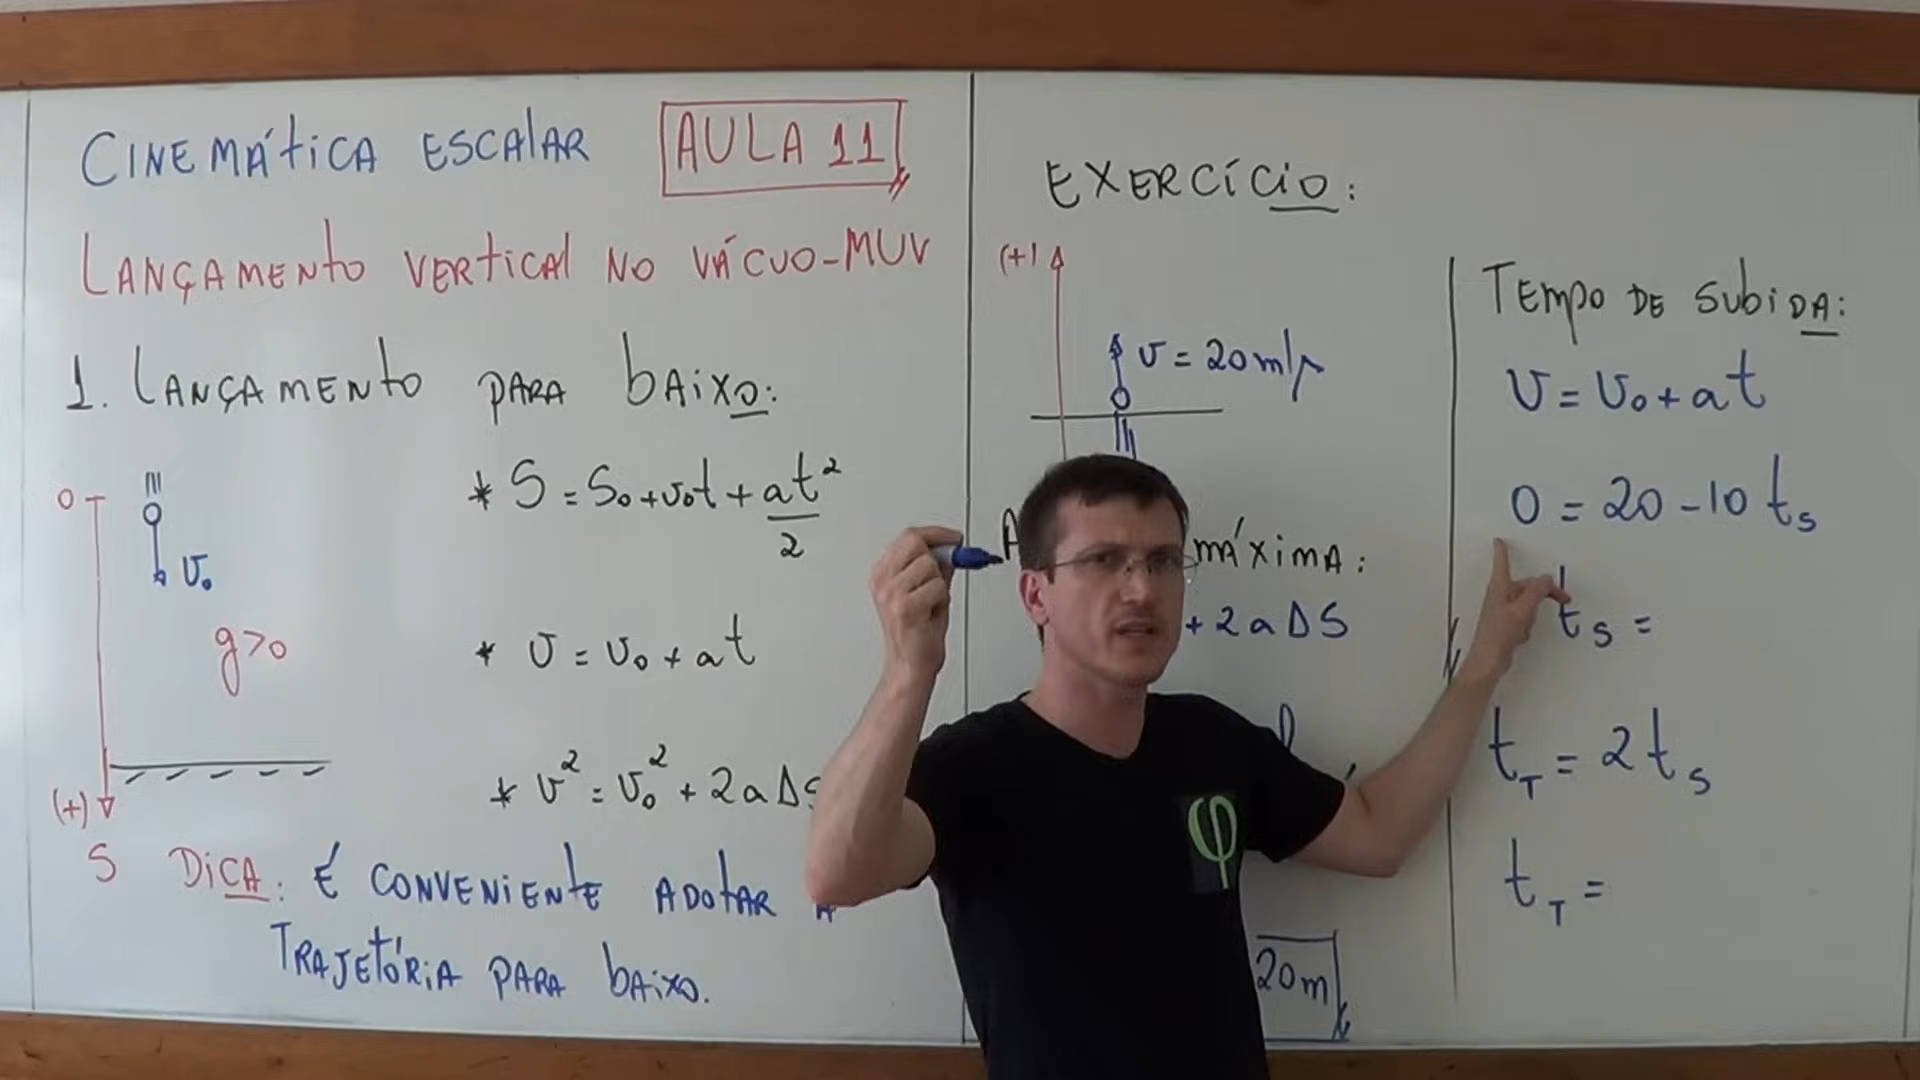 CINEMÁTICA ESCALAR AULA 11
LANÇAMENTO VERTICAL NO VÁCUO-MUV
1. LANÇAMENTO PARA BAIXO:
0
V₀
g>0
(+)
S
* S = S₀+v₀t + at²/2
* v = v₀ + at
* v² = v₀² + 2aΔS
DICA: É CONVENIENTE ADOTAR A
TRAJETÓRIA PARA BAIXO.
EXERCÍCIO:
(+)
v = 20m/s
MÁXIMA:
+ 2aΔS
20m
TEMPO DE SUBIDA:
v = v₀ + at
0 = 20 - 10 tₛ
tₛ =
t_T = 2tₛ
t_T =
φ